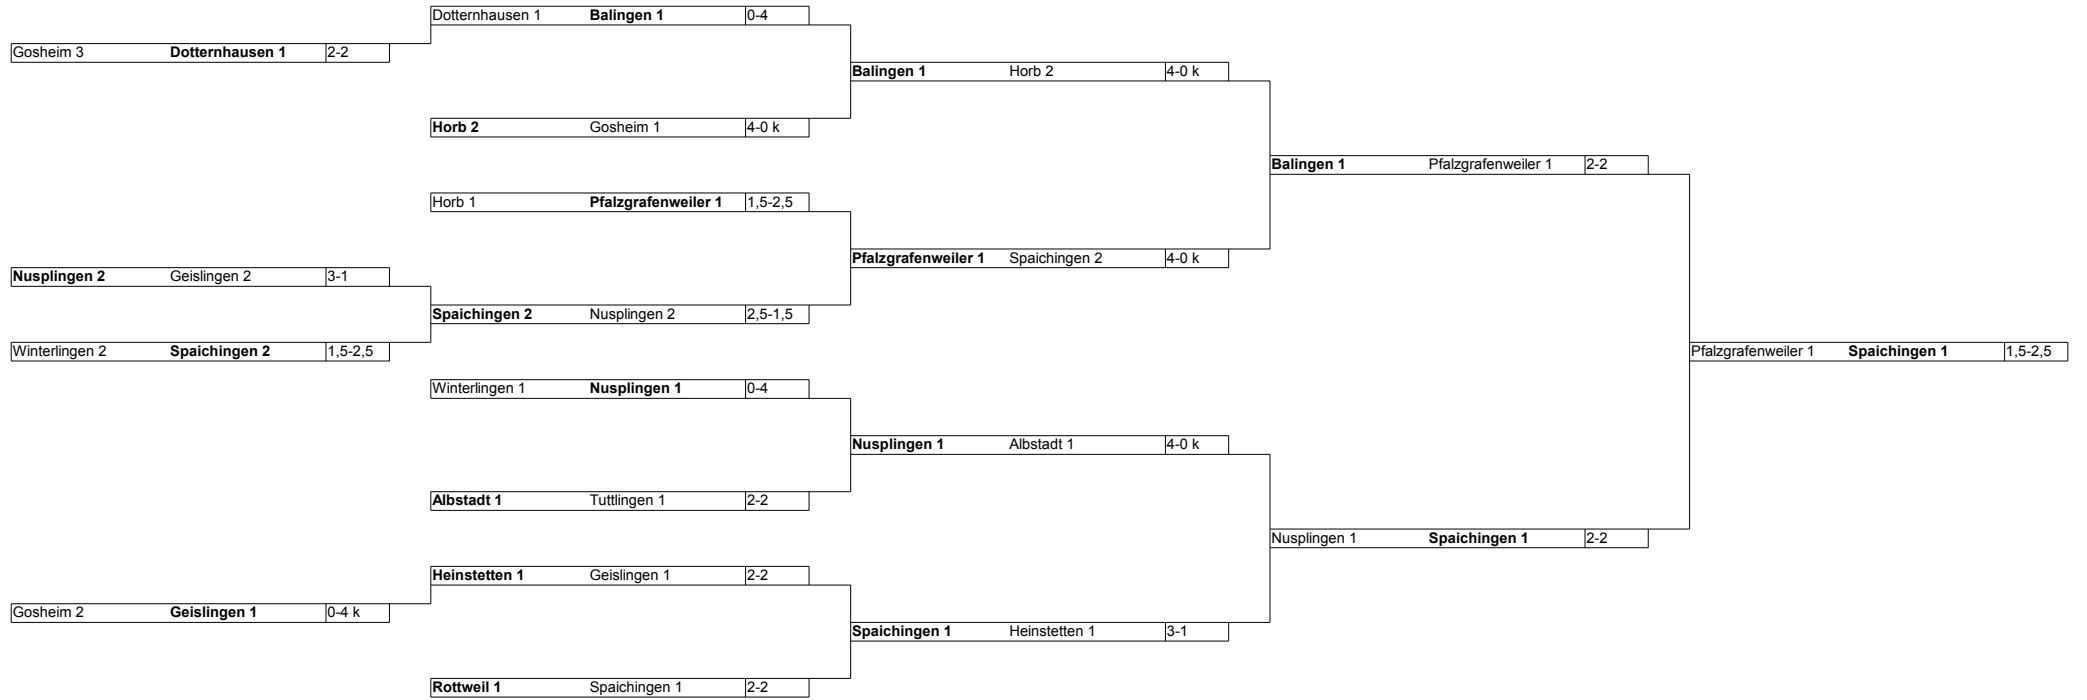 Dotternhausen 1 Balingen 1 0-4
Gosheim 3 Dotternhausen 1 2-2
Balingen 1 Horb 2 4-0 k
Horb 2 Gosheim 1 4-0 k
Balingen 1 Pfalzgrafenweiler 1 2-2
Horb 1 Pfalzgrafenweiler 1 1,5-2,5
Pfalzgrafenweiler 1 Spaichingen 2 4-0 k
Nusplingen 2 Geislingen 2 3-1
Spaichingen 2 Nusplingen 2 2,5-1,5
Winterlingen 2 Spaichingen 2 1,5-2,5
Pfalzgrafenweiler 1 Spaichingen 1 1,5-2,5
Winterlingen 1 Nusplingen 1 0-4
Nusplingen 1 Albstadt 1 4-0 k
Albstadt 1 Tuttlingen 1 2-2
Nusplingen 1 Spaichingen 1 2-2
Heinstetten 1 Geislingen 1 2-2
Gosheim 2 Geislingen 1 0-4 k
Spaichingen 1 Heinstetten 1 3-1
Rottweil 1 Spaichingen 1 2-2